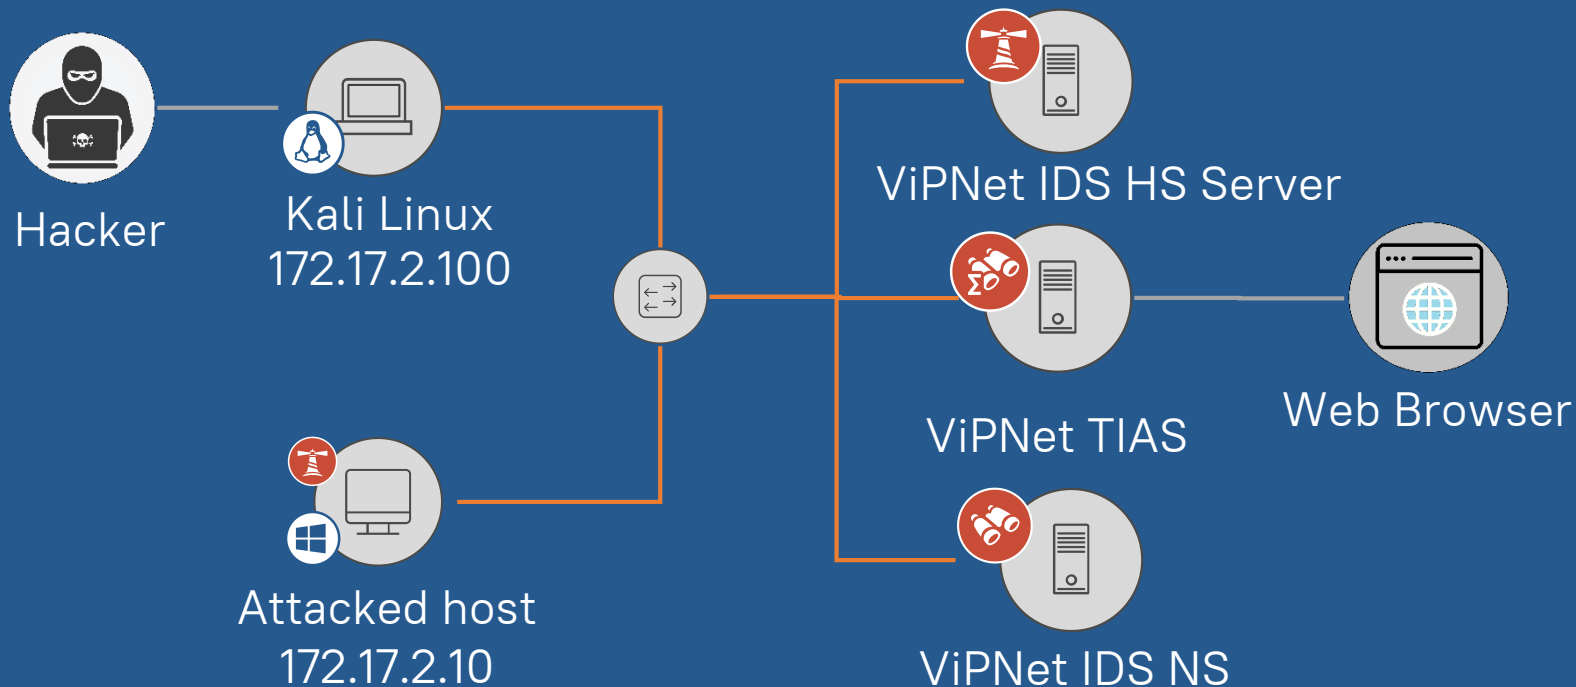 Hacker
Kali Linux
172.17.2.100
Attacked host
172.17.2.10
ViPNet IDS HS Server
Σ
ViPNet TIAS
ViPNet IDS NS
Web Browser